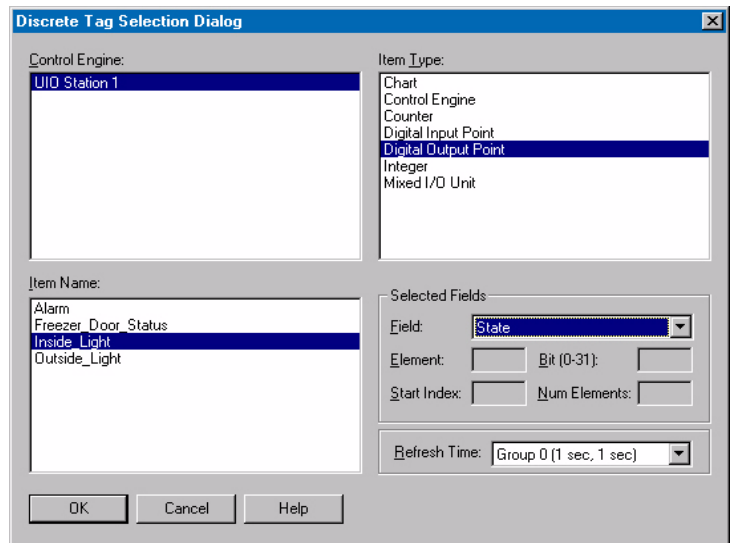 Discrete Tag Selection Dialog
Control Engine:
UIO Station 1
Item Type:
Chart
Control Engine
Counter
Digital Input Point
Digital Output Point
Integer
Mixed I/O Unit
Item Name:
Alarm
Freezer_Door_Status
Inside_Light
Outside_Light
Selected Fields
Field: State
Element: Bit (0-31):
Start Index: Num Elements:
Refresh Time: Group 0 (1 sec, 1 sec)
OK Cancel Help